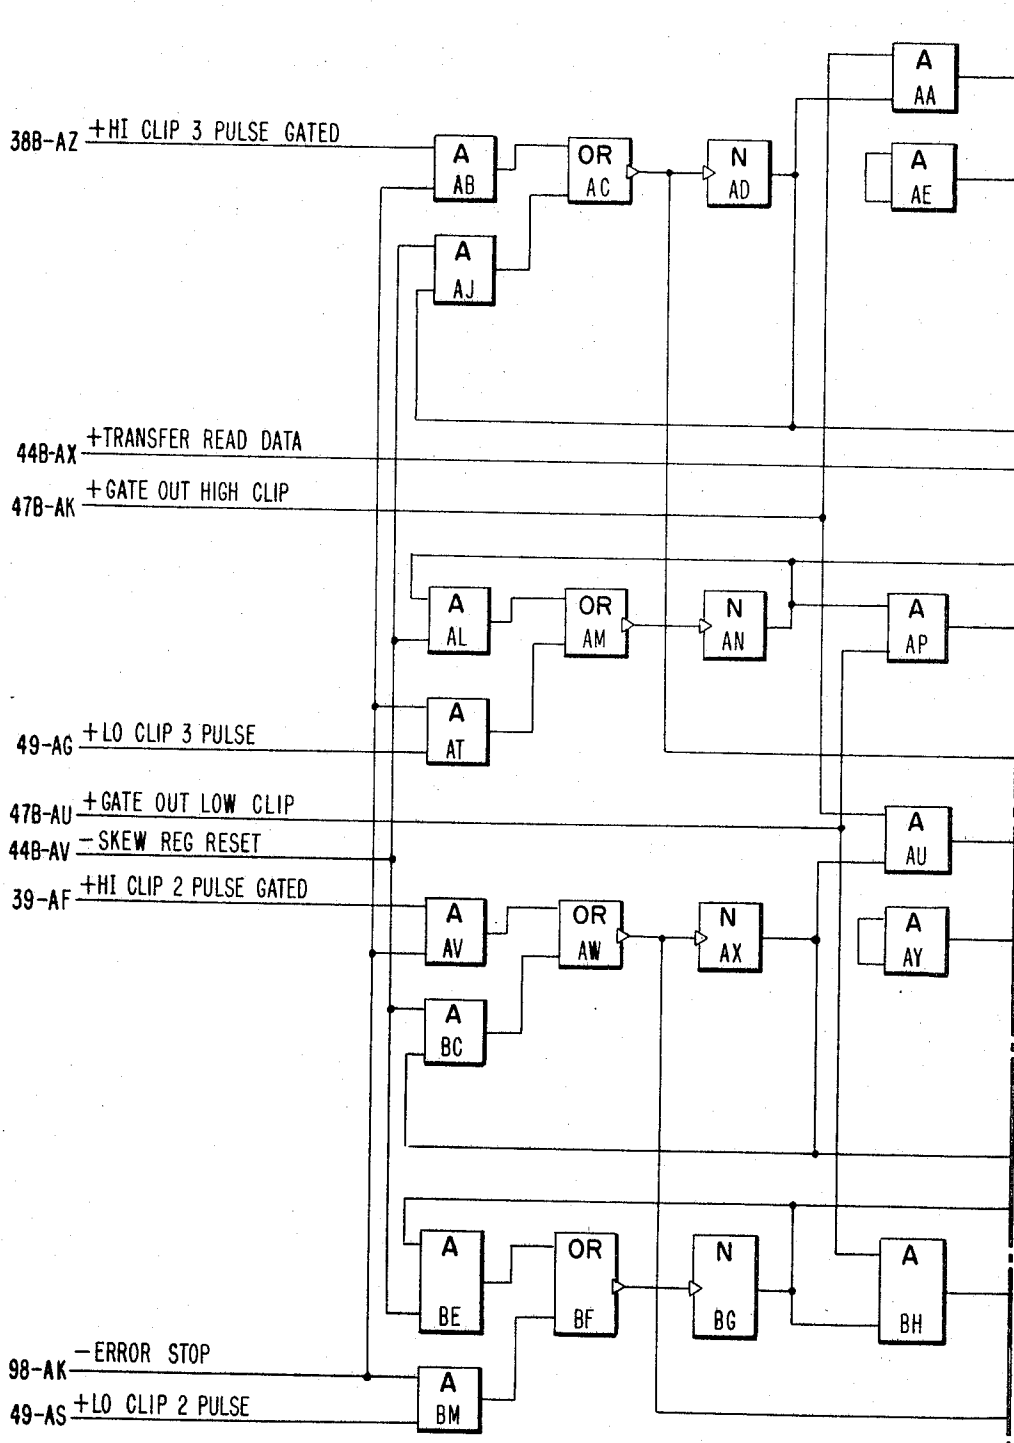 A
AA
38B-AZ +HI CLIP 3 PULSE GATED
A
AB
OR
AC
N
AD
A
AE
A
AJ
44B-AX +TRANSFER READ DATA
47B-AK +GATE OUT HIGH CLIP
A
AL
OR
AM
N
AN
A
AP
A
AT
49-AG +LO CLIP 3 PULSE
47B-AU +GATE OUT LOW CLIP
44B-AV -SKEW REG RESET
A
AU
39-AF +HI CLIP 2 PULSE GATED
A
AV
OR
AW
N
AX
A
AY
A
BC
A
BE
OR
BF
N
BG
A
BH
98-AK -ERROR STOP
A
BM
49-AS +LO CLIP 2 PULSE